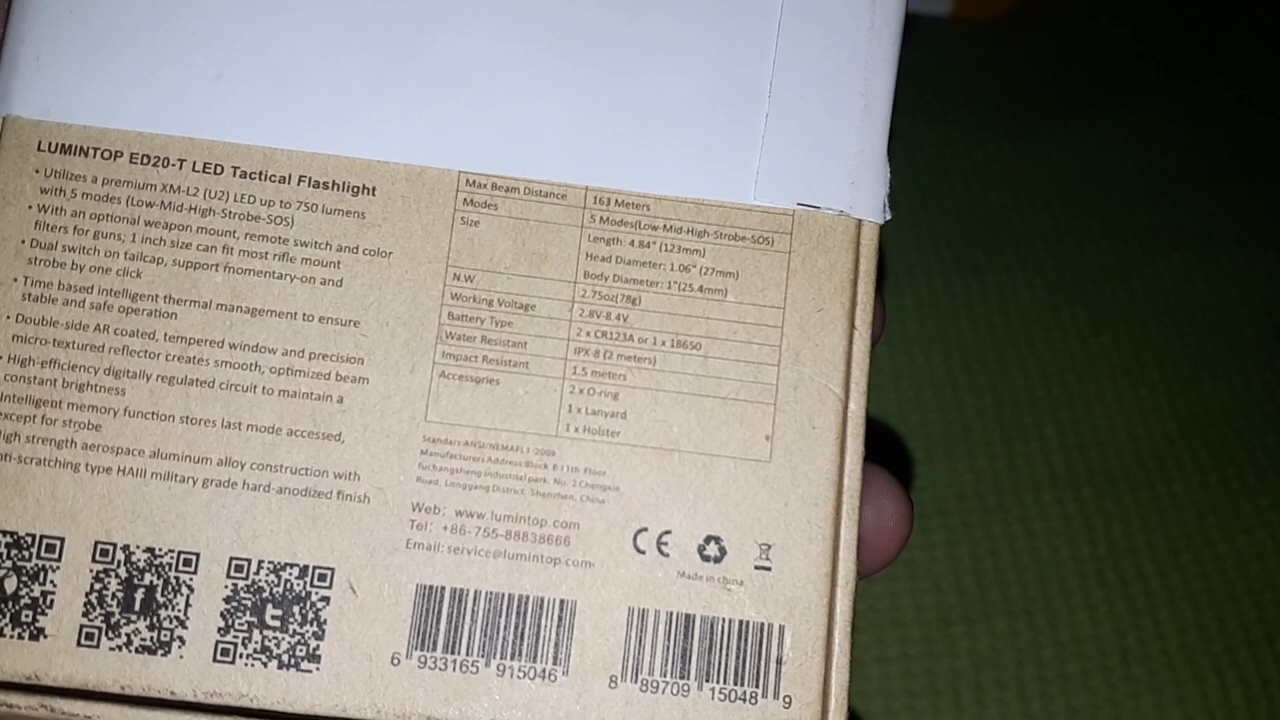 LUMINTOP ED20-T LED Tactical Flashlight
• Utilizes a premium XM-L2 (U2) LED up to 750 lumens
with 5 modes (Low-Mid-High-Strobe-SOS)
• With an optional weapon mount, remote switch and color
filters for guns; 1 inch size can fit most rifle mount
• Dual switch on tailcap, support momentary-on and
strobe by one click
• Time based intelligent thermal management to ensure
stable and safe operation
• Double-side AR coated, tempered window and precision
micro-textured reflector creates smooth, optimized beam
• High-efficiency digitally regulated circuit to maintain a
constant brightness
Intelligent memory function stores last mode accessed,
except for strobe
igh strength aerospace aluminum alloy construction with
nti-scratching type HAIII military grade hard-anodized finish
Max Beam Distance 163 Meters
Modes 5 Modes(Low-Mid-High-Strobe-SOS)
Size Length: 4.84" (123mm)
Head Diameter: 1.06" (27mm)
Body Diameter: 1"(25.4mm)
N.W 2.75oz(78g)
Working Voltage 2.8V-8.4V
Battery Type 2 x CR123A or 1 x 18650
Water Resistant IPX-8 (2 meters)
Impact Resistant 1.5 meters
Accessories 2 x O-ring
1 x Lanyard
1 x Holster
Standars:ANSI/NEMAFL1-2009
Manufacturers Address:Block P,11th Floor,
fuchangsheng industrial park, No. 2 Chengxin
Road, Longgang District, Shenzhen, China
Web: www.lumintop.com
Tel: +86-755-88838666
Email: service@lumintop.com
CE
Made in china
6 933165 915046
8 89709 15048 9